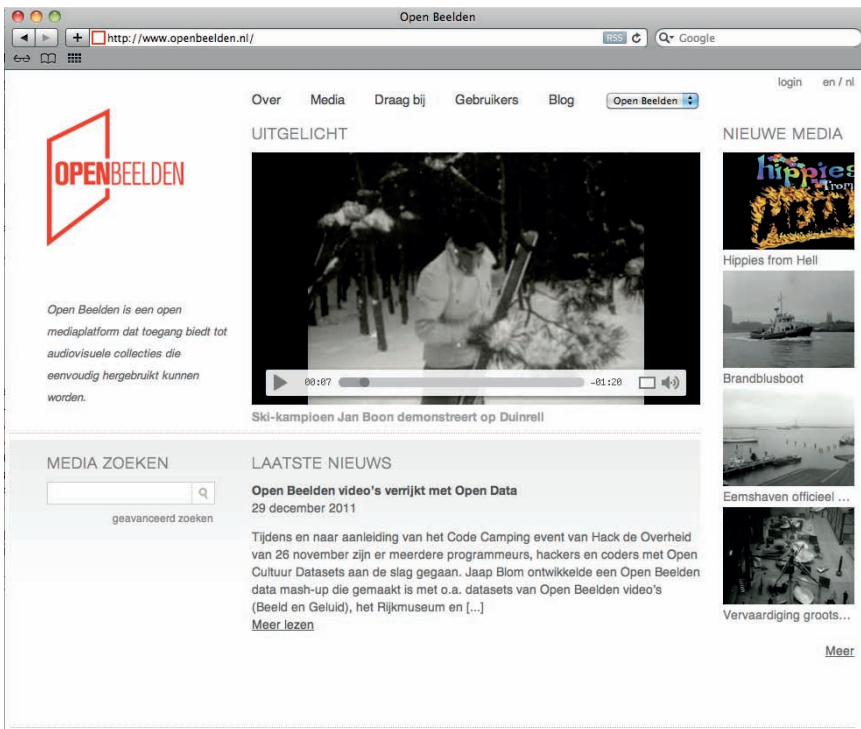 Open Beelden
http://www.openbeelden.nl/
RSS
Google
login en / nl
Over Media Draag bij Gebruikers Blog Open Beelden
OPENBEELDEN
Open Beelden is een open
mediaplatform dat toegang biedt tot
audiovisuele collecties die
eenvoudig hergebruikt kunnen
worden.
UITGELICHT
00:07
-01:20
Ski-kampioen Jan Boon demonstreert op Duinrell
NIEUWE MEDIA
hippies
from
Hippies from Hell
Brandblusboot
Eemshaven officieel ...
Vervaardiging groots...
Meer
MEDIA ZOEKEN
geavanceerd zoeken
LAATSTE NIEUWS
Open Beelden video's verrijkt met Open Data
29 december 2011
Tijdens en naar aanleiding van het Code Camping event van Hack de Overheid
van 26 november zijn er meerdere programmeurs, hackers en coders met Open
Cultuur Datasets aan de slag gegaan. Jaap Blom ontwikkelde een Open Beelden
data mash-up die gemaakt is met o.a. datasets van Open Beelden video's
(Beeld en Geluid), het Rijkmuseum en [...]
Meer lezen